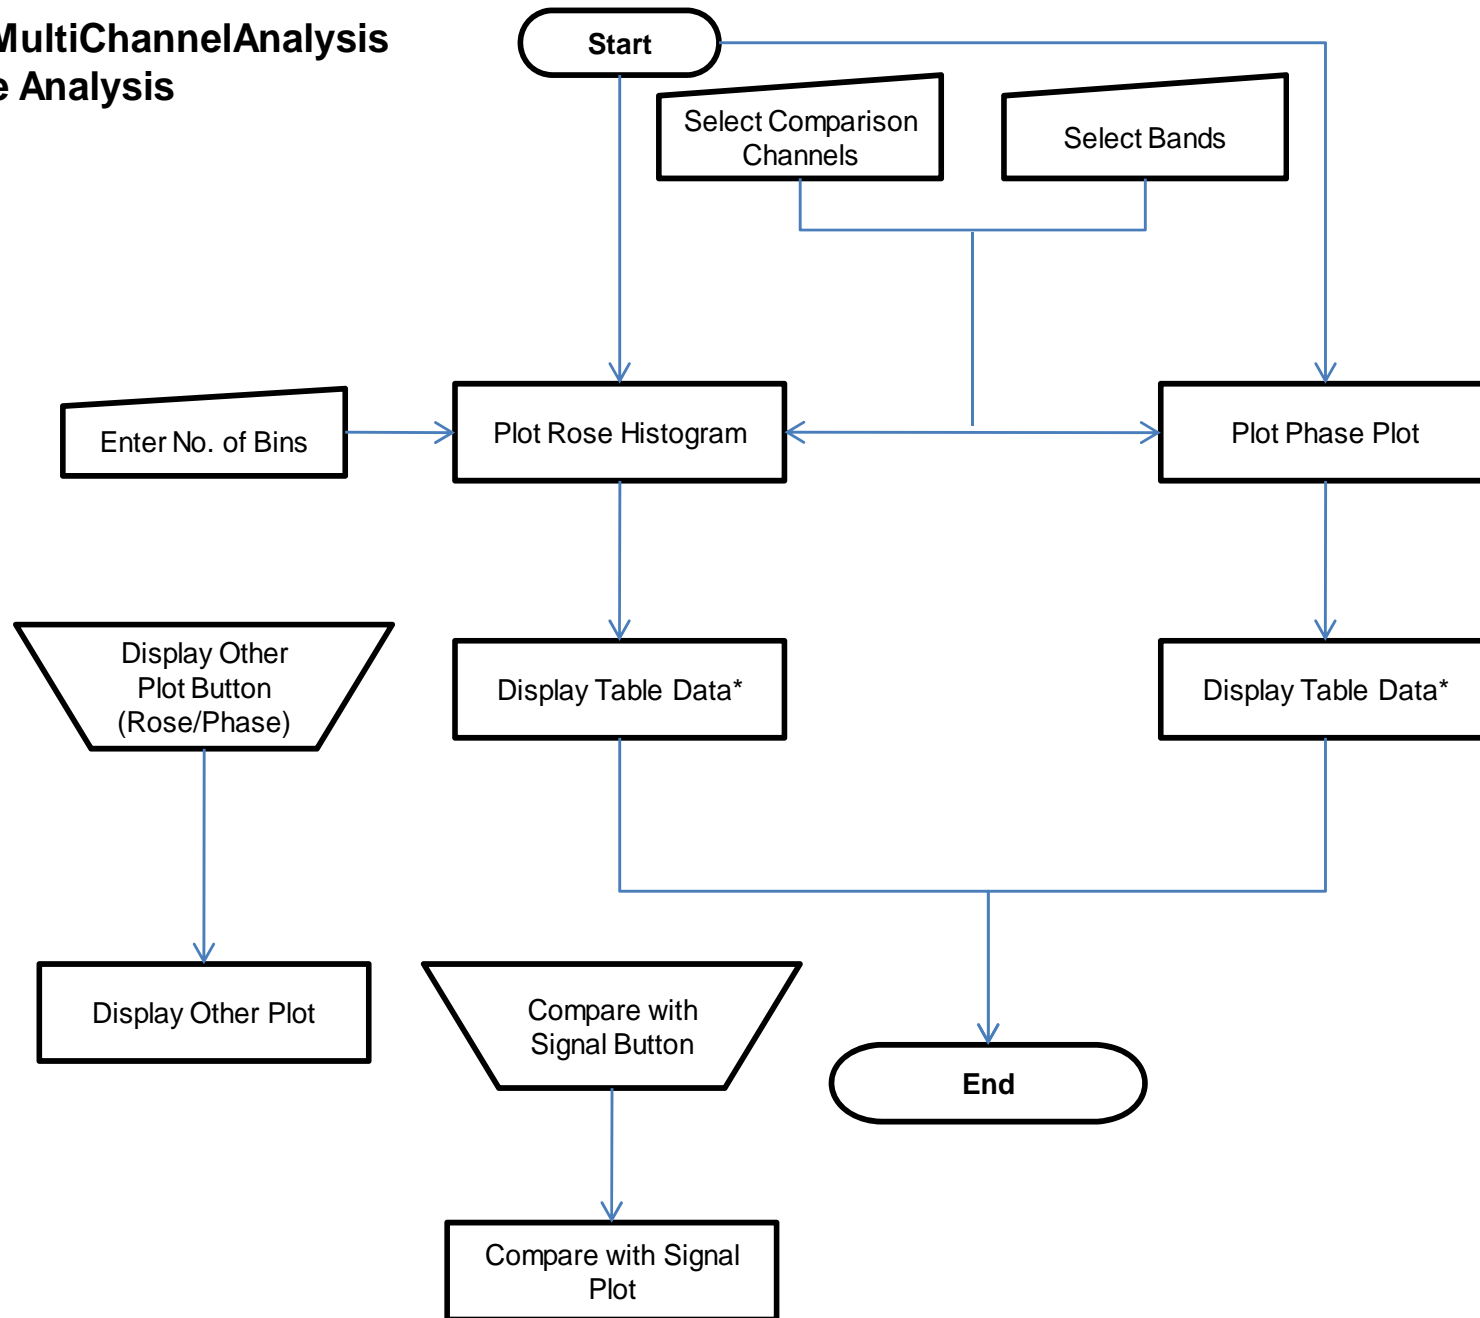 MultiChannelAnalysis
e Analysis
Start
Select Comparison
Channels
Select Bands
Enter No. of Bins
Plot Rose Histogram
Plot Phase Plot
Display Other
Plot Button
(Rose/Phase)
Display Table Data*
Display Table Data*
Display Other Plot
Compare with
Signal Button
End
Compare with Signal
Plot